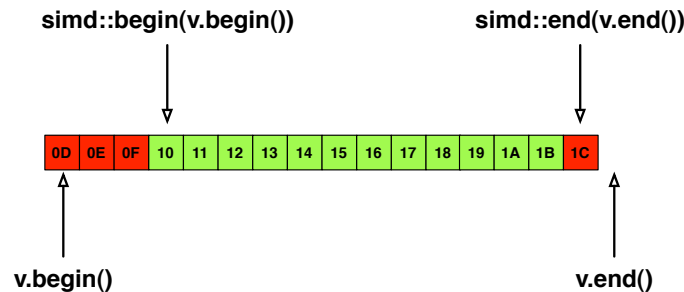 simd::begin(v.begin()) simd::end(v.end())
0D 0E 0F 10 11 12 13 14 15 16 17 18 19 1A 1B 1C
v.begin() v.end()